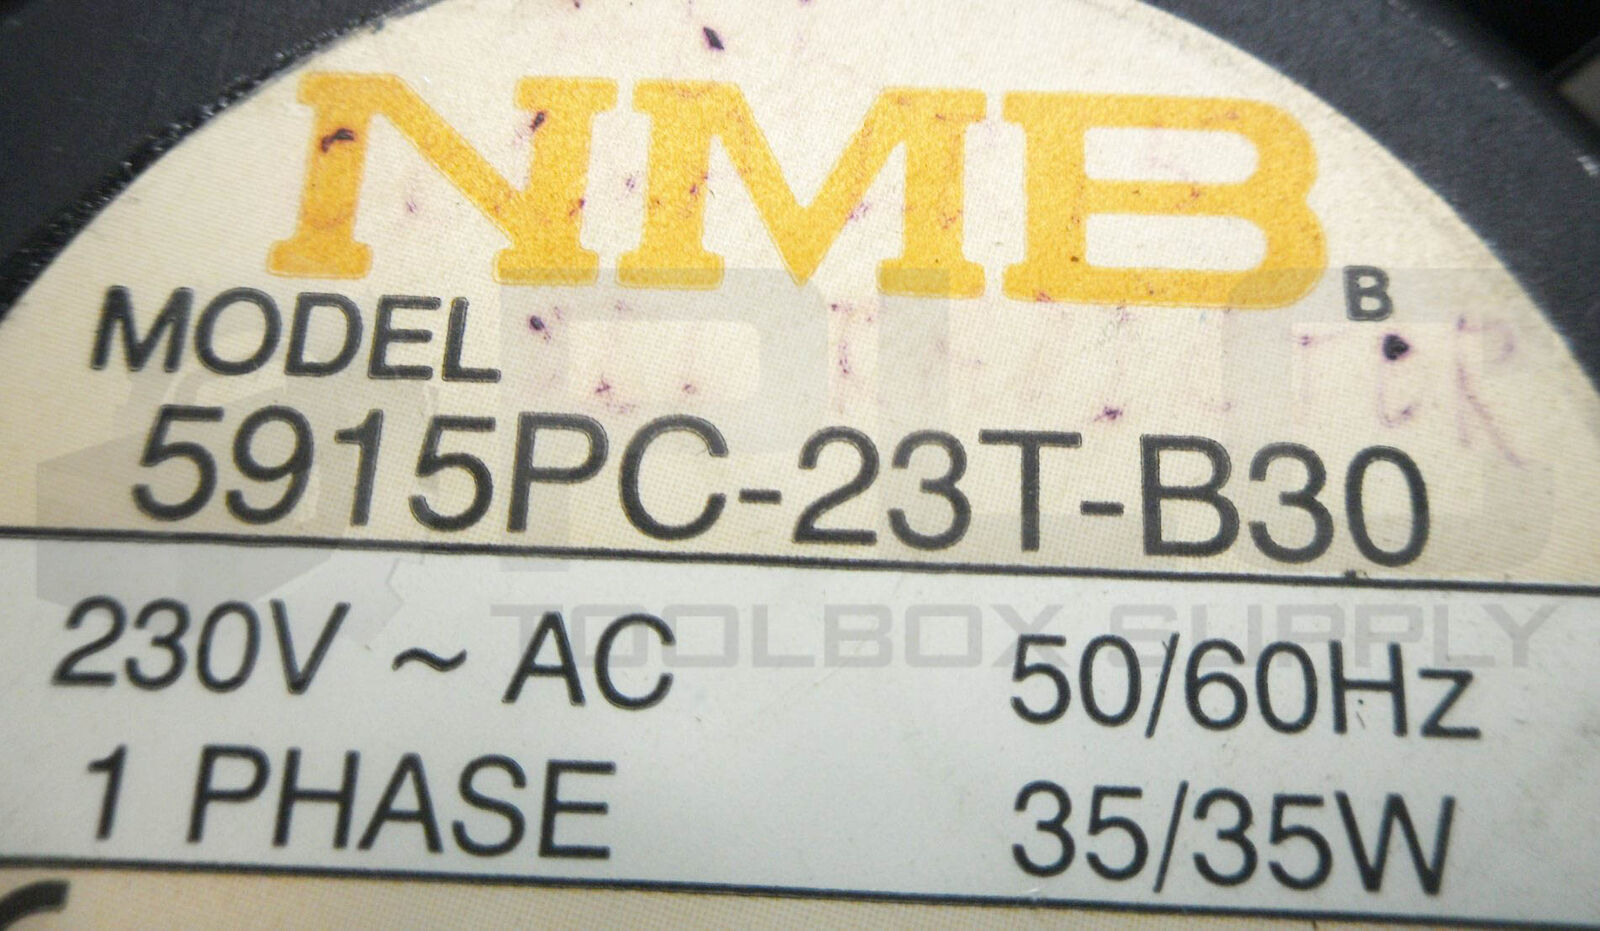 NMB
B
MODEL
5915PC-23T-B30
230V ~ AC 50/60Hz
1 PHASE 35/35W
TOOLBOX SUPPLY